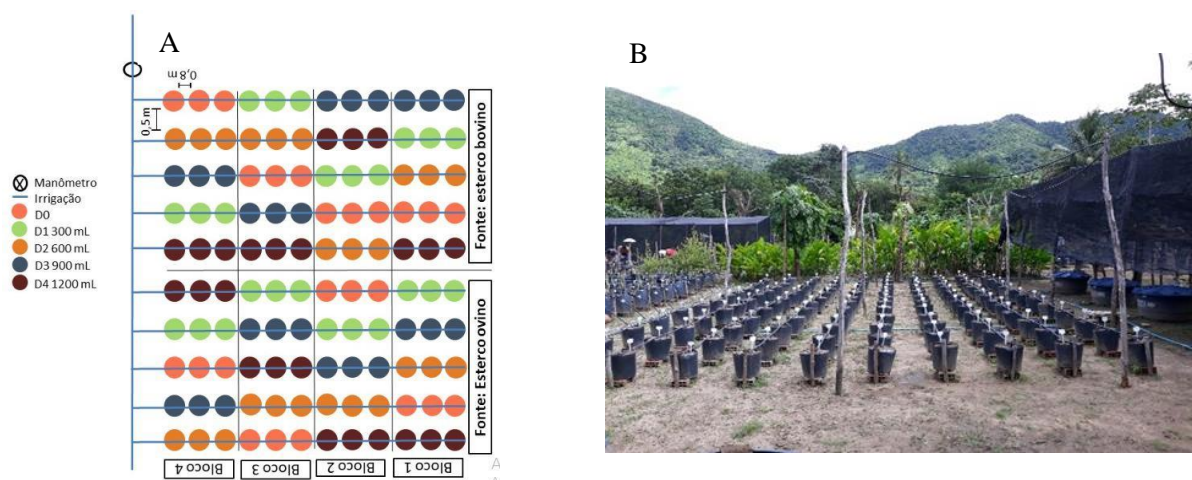 A
B
0,8 m
0,5 m
Manômetro
Irrigação
D0
D1 300 mL
D2 600 mL
D3 900 mL
D4 1200 mL
Fonte: esterco bovino
Fonte: Esterco ovino
Bloco 4
Bloco 3
Bloco 2
Bloco 1
A